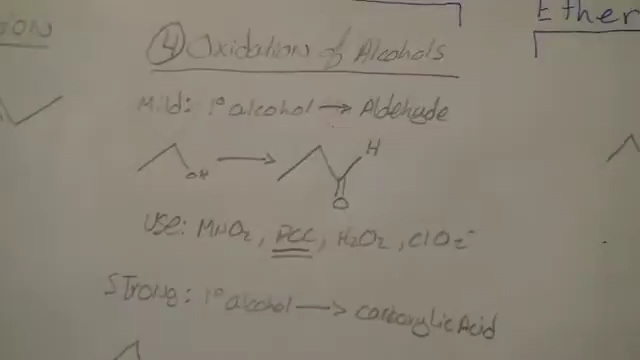 Ether
④ Oxidation of Alcohols
Mild: 1° alcohol → Aldehyde
OH → H
O
Use: MnO2, PCC, H2O2, ClO2-
Strong: 1° alcohol → Carboxylic Acid